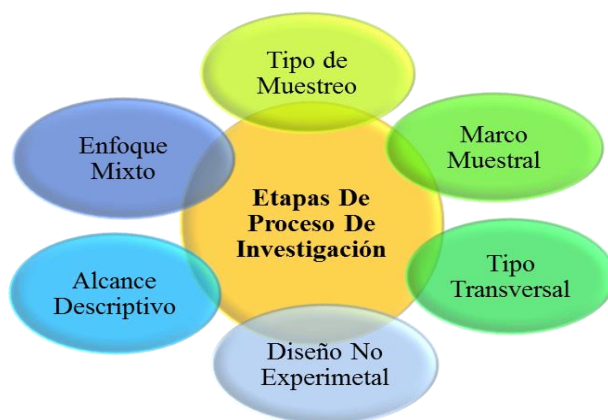 Tipo de
Muestreo
Marco
Muestral
Tipo
Transversal
Diseño No
Experimetal
Alcance
Descriptivo
Enfoque
Mixto
Etapas De
Proceso De
Investigación